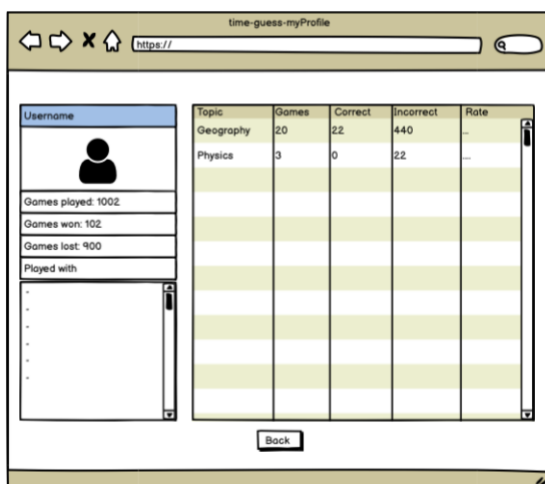 time-guess-myProfile
https://
Username
Games played: 1002
Games won: 102
Games lost: 900
Played with
-
-
-
-
-
-
Topic Games Correct Incorrect Rate
Geography 20 22 440 ...
Physics 3 0 22 ...
Back